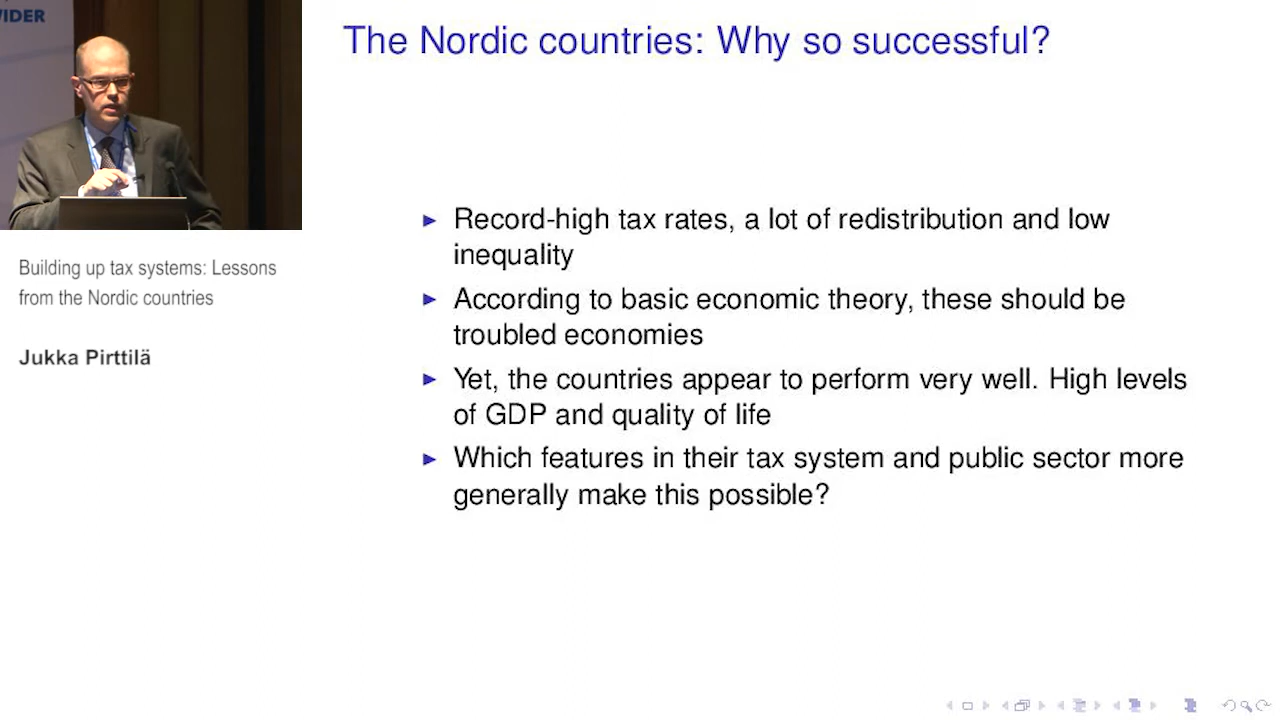 WIDER
The Nordic countries: Why so successful?
Building up tax systems: Lessons
from the Nordic countries
Jukka Pirttilä
► Record-high tax rates, a lot of redistribution and low
inequality
► According to basic economic theory, these should be
troubled economies
► Yet, the countries appear to perform very well. High levels
of GDP and quality of life
► Which features in their tax system and public sector more
generally make this possible?